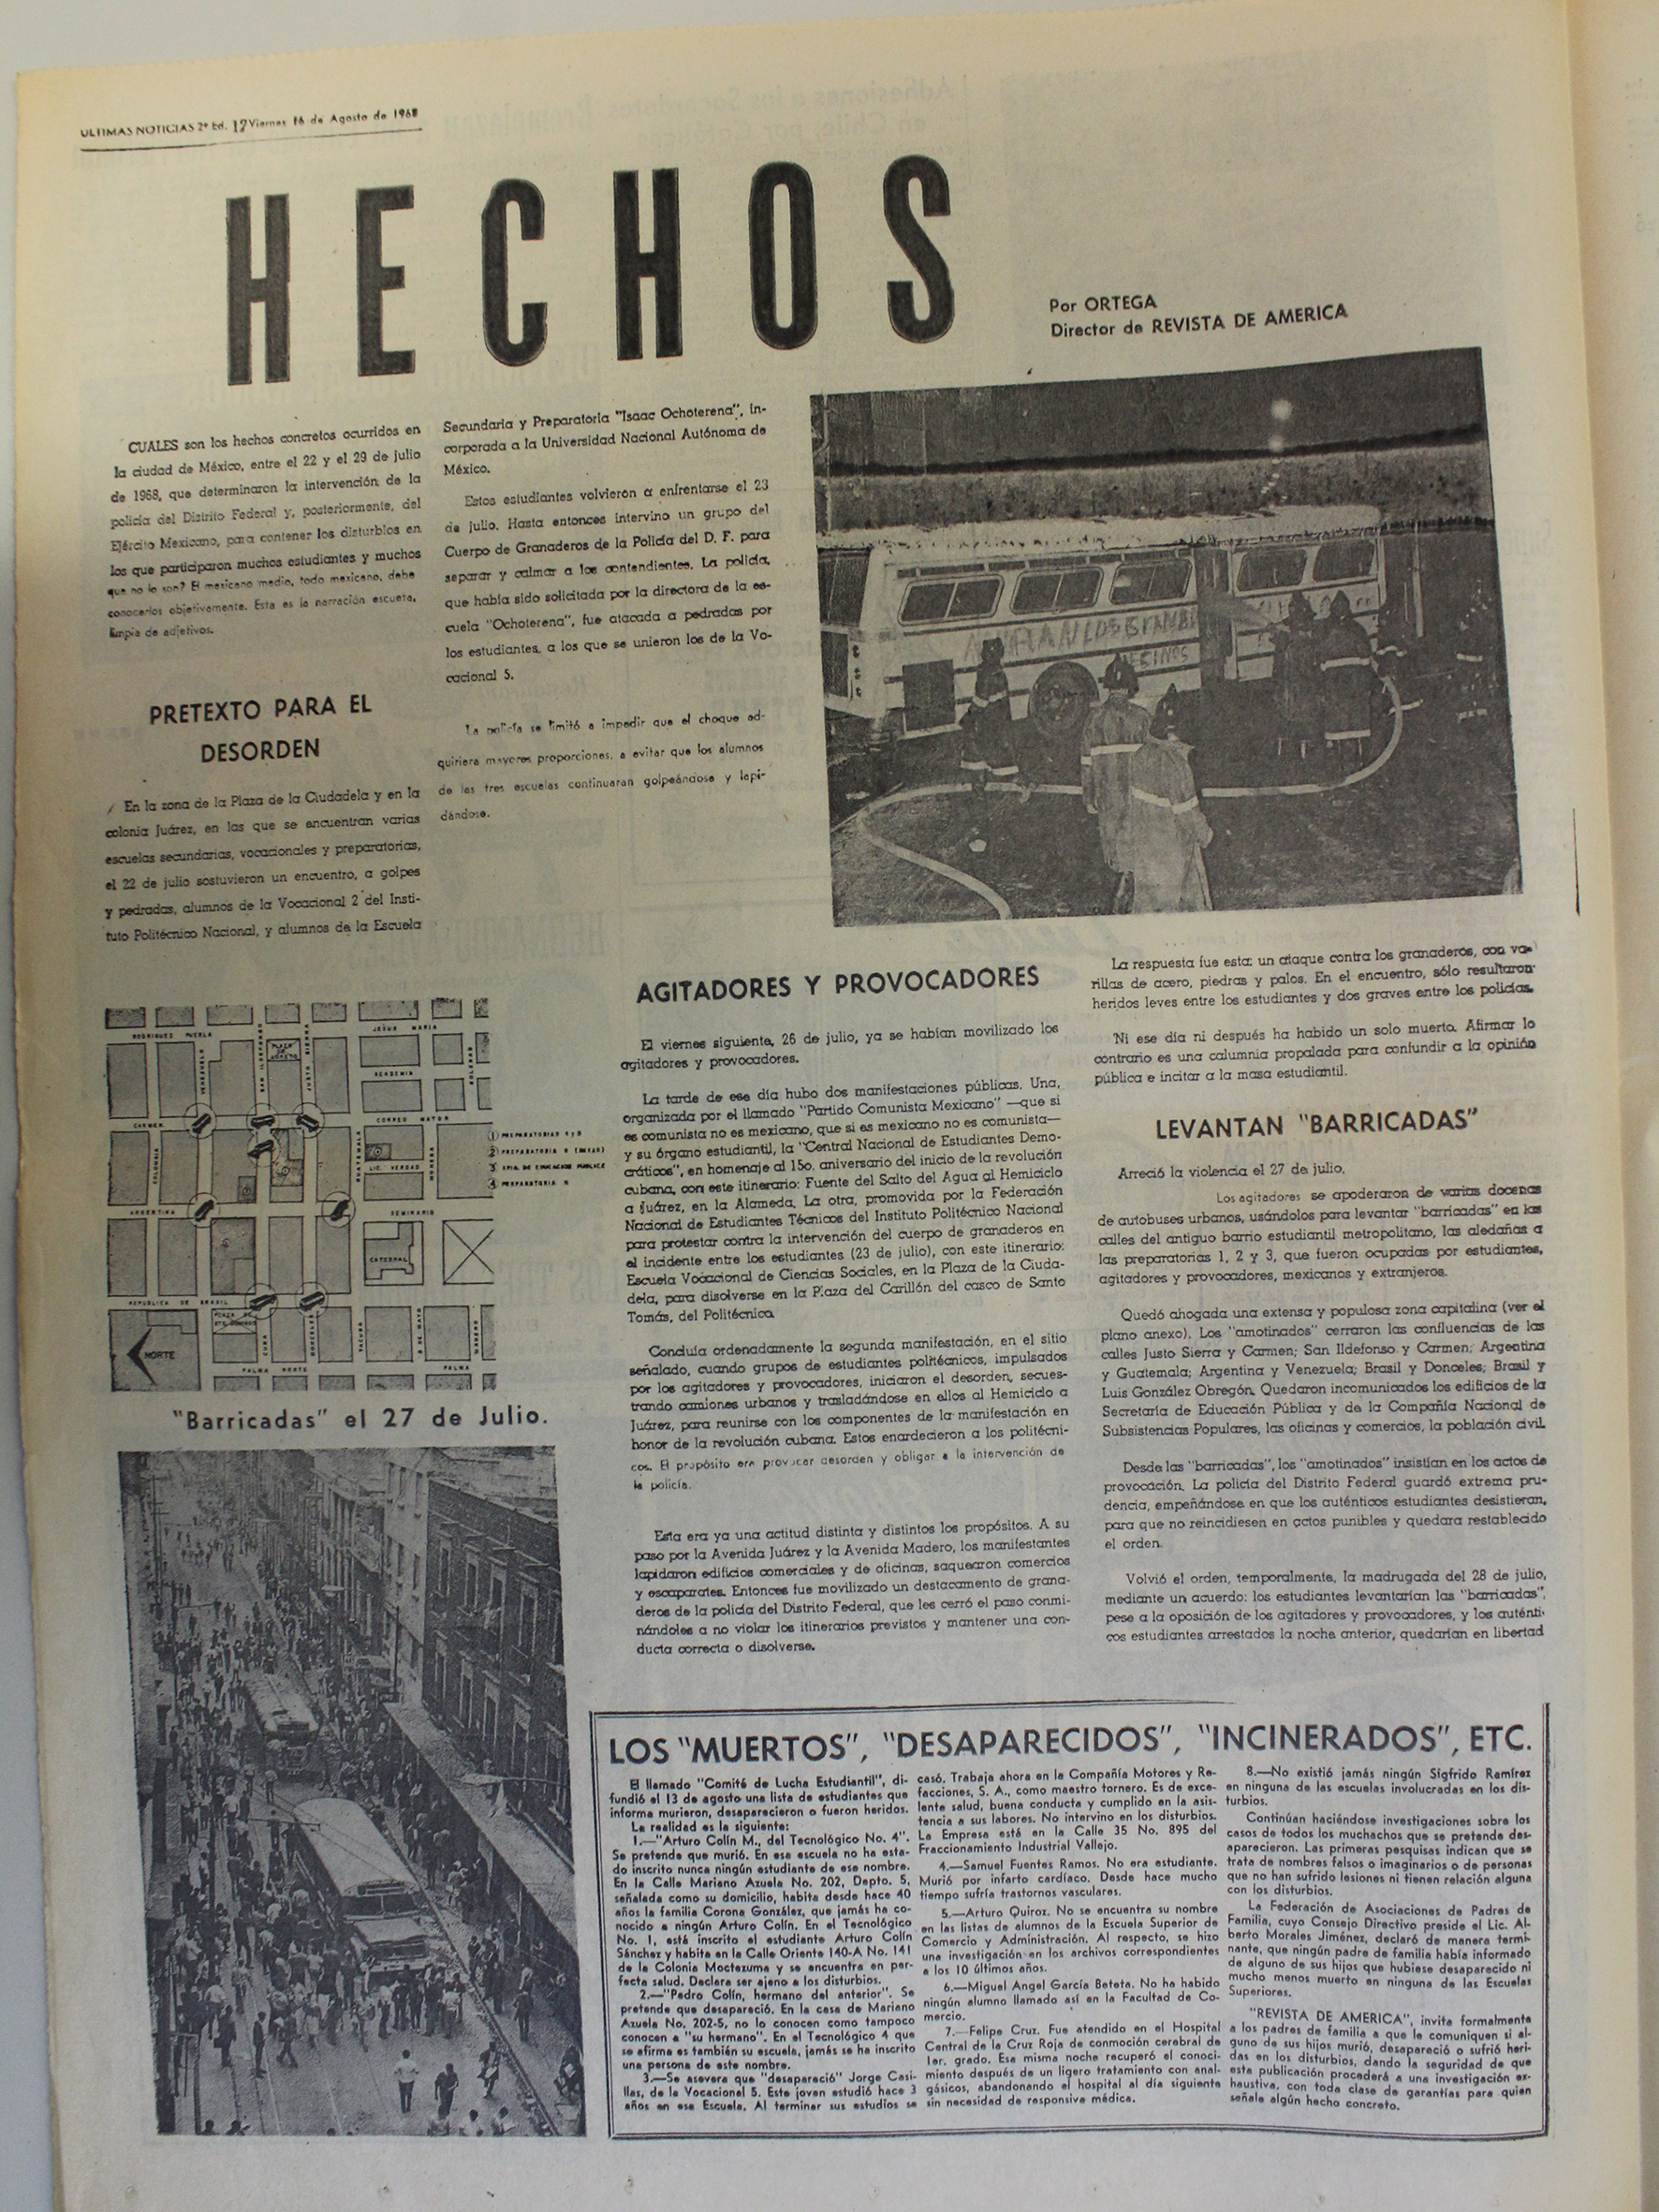 ULTIMAS NOTICIAS 2ª Ed. 17 Viernes 16 de Agosto de 1968
HECHOS
Por ORTEGA
Director de REVISTA DE AMERICA
CUALES son los hechos concretos ocurridos en
la ciudad de México, entre el 22 y el 29 de julio
de 1968, que determinaron la intervención de la
policía del Distrito Federal y, posteriormente, del
Ejército Mexicano, para contener los disturbios en
los que participaron muchos estudiantes y muchos
que no lo son? El mexicano medio, todo mexicano, debe
conocerlos objetivamente. Esta es la narración escueta,
limpia de adjetivos.
PRETEXTO PARA EL
DESORDEN
En la zona de la Plaza de la Ciudadela y en la
colonia Juárez, en las que se encuentran varias
escuelas secundarias, vocacionales y preparatorias,
el 22 de julio sostuvieron un encuentro, a golpes
y pedradas, alumnos de la Vocacional 2 del Insti-
tuto Politécnico Nacional, y alumnos de la Escuela
Secundaria y Preparatoria "Isaac Ochoterena", in-
corporada a la Universidad Nacional Autónoma de
México.
Estos estudiantes volvieron a enfrentarse el 23
de julio. Hasta entonces intervino un grupo del
Cuerpo de Granaderos de la Policía del D. F. para
separar y calmar a los contendientes. La policía,
que había sido solicitada por la directora de la es-
cuela "Ochoterena", fue atacada a pedradas por
los estudiantes, a los que se unieron los de la Vo-
cacional 5.
La policía se limitó a impedir que el choque ad-
quiriera mayores proporciones, a evitar que los alumnos
de las tres escuelas continuaran golpeándose y lapi-
dándose.
RODRIGUEZ PUEBLA
JESUS MARIA
VENEZUELA
SAN ILDEFONSO
PLAZA DE
LORETO
JUSTO SIERRA
ACADEMIA
CARMEN
CORREO MAYOR
COLOMBIA
GUATEMALA
LIC. VERDAD
MONEDA
ARGENTINA
SEMINARIO
CATEDRAL
REPUBLICA DE BRASIL
PLAZA DE
STO. DOMINGO
CUBA
DONCELES
TACUBA
5 DE MAYO
MADERO
NORTE
PALMA NORTE
PALMA
1 PREPARATORIAS 1 y 3
2 PREPARATORIA 2
3 SRIA. DE EDUCACION PUBLICA
4 PREPARATORIA
"Barricadas" el 27 de Julio.
AGITADORES Y PROVOCADORES
El viernes siguiente, 26 de julio, ya se habían movilizado los
agitadores y provocadores.
La tarde de ese día hubo dos manifestaciones públicas. Una,
organizada por el llamado "Partido Comunista Mexicano" —que si
es comunista no es mexicano, que si es mexicano no es comunista—
y su órgano estudiantil, la "Central Nacional de Estudiantes Demo-
cráticos", en homenaje al 15o. aniversario del inicio de la revolución
cubana, con este itinerario: Fuente del Salto del Agua al Hemiciclo
a Juárez, en la Alameda. La otra, promovida por la Federación
Nacional de Estudiantes Técnicos del Instituto Politécnico Nacional
para protestar contra la intervención del cuerpo de granaderos en
el incidente entre los estudiantes (23 de julio), con este itinerario:
Escuela Vocacional de Ciencias Sociales, en la Plaza de la Ciuda-
dela, para disolverse en la Plaza del Carillón del casco de Santo
Tomás, del Politécnico.
Concluía ordenadamente la segunda manifestación, en el sitio
señalado, cuando grupos de estudiantes politécnicos, impulsados
por los agitadores y provocadores, iniciaron el desorden, secues-
trando camiones urbanos y trasladándose en ellos al Hemiciclo a
Juárez, para reunirse con los componentes de la manifestación en
honor de la revolución cubana. Estos enardecieron a los politécni-
cos. El propósito era provocar desorden y obligar a la intervención de
la policía.
Esta era ya una actitud distinta y distintos los propósitos. A su
paso por la Avenida Juárez y la Avenida Madero, los manifestantes
lapidaron edificios comerciales y de oficinas, saquearon comercios
y escaparates. Entonces fue movilizado un destacamento de grana-
deros de la policía del Distrito Federal, que les cerró el paso conmi-
nándoles a no violar los itinerarios previstos y mantener una con-
ducta correcta o disolverse.
La respuesta fue esta: un ataque contra los granaderos, con va-
rillas de acero, piedras y palos. En el encuentro, sólo resultaron
heridos leves entre los estudiantes y dos graves entre los policías.
Ni ese día ni después ha habido un solo muerto. Afirmar lo
contrario es una calumnia propalada para confundir a la opinión
pública e incitar a la masa estudiantil.
LEVANTAN "BARRICADAS"
Arreció la violencia el 27 de julio.
Los agitadores se apoderaron de varias docenas
de autobuses urbanos, usándolos para levantar "barricadas" en las
calles del antiguo barrio estudiantil metropolitano, las aledañas a
las preparatorias 1, 2 y 3, que fueron ocupadas por estudiantes,
agitadores y provocadores, mexicanos y extranjeros.
Quedó ahogada una extensa y populosa zona capitalina (ver el
plano anexo). Los "amotinados" cerraron las confluencias de las
calles Justo Sierra y Carmen; San Ildefonso y Carmen; Argentina
y Guatemala; Argentina y Venezuela; Brasil y Donceles; Brasil y
Luis González Obregón. Quedaron incomunicados los edificios de la
Secretaría de Educación Pública y de la Compañía Nacional de
Subsistencias Populares, las oficinas y comercios, la población civil.
Desde las "barricadas", los "amotinados" insistían en los actos de
provocación. La policía del Distrito Federal guardó extrema pru-
dencia, empeñándose en que los auténticos estudiantes desistieran,
para que no reincidiesen en actos punibles y quedara restablecido
el orden.
Volvió el orden, temporalmente, la madrugada del 28 de julio,
mediante un acuerdo: los estudiantes levantarían las "barricadas",
pese a la oposición de los agitadores y provocadores, y los auténti-
cos estudiantes arrestados la noche anterior, quedarían en libertad
LOS "MUERTOS", "DESAPARECIDOS", "INCINERADOS", ETC.
El llamado "Comité de Lucha Estudiantil", di-
fundió el 13 de agosto una lista de estudiantes que
informa murieron, desaparecieron o fueron heridos.
La realidad es la siguiente:
1.—"Arturo Colín M., del Tecnológico No. 4".
Se pretende que murió. En esa escuela no ha esta-
do inscrito nunca ningún estudiante de ese nombre.
En la Calle Mariano Azuela No. 202, Depto. 5,
señalada como su domicilio, habita desde hace 40
años la familia Corona González, que jamás ha co-
nocido a ningún Arturo Colín. En el Tecnológico
No. 1, está inscrito el estudiante Arturo Colín
Sánchez y habita en la Calle Oriente 140-A No. 141
de la Colonia Moctezuma y se encuentra en per-
fecta salud. Declara ser ajeno a los disturbios.
2.—"Pedro Colín, hermano del anterior". Se
pretende que desapareció. En la casa de Mariano
Azuela No. 202-5, no lo conocen como tampoco
conocen a "su hermano". En el Tecnológico 4 que
se afirma es también su escuela, jamás se ha inscrito
una persona de este nombre.
3.—Se asevera que "desapareció" Jorge Casi-
llas, de la Vocacional 5. Este joven estudió hace 3
años en esa Escuela. Al terminar sus estudios se
casó. Trabaja ahora en la Compañía Motores y Re-
facciones, S. A., como maestro tornero. Es de exce-
lente salud, buena conducta y cumplido en la asis-
tencia a sus labores. No intervino en los disturbios.
La Empresa está en la Calle 35 No. 895 del
Fraccionamiento Industrial Vallejo.
4.—Samuel Fuentes Ramos. No era estudiante.
Murió por infarto cardíaco. Desde hace mucho
tiempo sufría trastornos vasculares.
5.—Arturo Quiroz. No se encuentra su nombre
en las listas de alumnos de la Escuela Superior de
Comercio y Administración. Al respecto, se hizo
una investigación en los archivos correspondientes
a los 10 últimos años.
6.—Miguel Angel García Beteta. No ha habido
ningún alumno llamado así en la Facultad de Co-
mercio.
7.—Felipe Cruz. Fue atendido en el Hospital
Central de la Cruz Roja de conmoción cerebral de
1er. grado. Esa misma noche recuperó el conoci-
miento después de un ligero tratamiento con anal-
gásicos, abandonando el hospital al día siguiente
sin necesidad de responsiva médica.
8.—No existió jamás ningún Sigfrido Ramírez
en ninguna de las escuelas involucradas en los dis-
turbios.
Continúan haciéndose investigaciones sobre los
casos de todos los muchachos que se pretende des-
aparecieron. Las primeras pesquisas indican que se
trata de nombres falsos o imaginarios o de personas
que no han sufrido lesiones ni tienen relación alguna
con los disturbios.
La Federación de Asociaciones de Padres de
Familia, cuyo Consejo Directivo preside el Lic. Al-
berto Morales Jiménez, declaró de manera termi-
nante, que ningún padre de familia había informado
de alguno de sus hijos que hubiese desaparecido ni
mucho menos muerto en ninguna de las Escuelas
Superiores.
"REVISTA DE AMERICA", invita formalmente
a los padres de familia a que le comuniquen si al-
guno de sus hijos murió, desapareció o sufrió heri-
das en los disturbios, dando la seguridad de que
esta publicación procederá a una investigación ex-
haustiva, con toda clase de garantías para quien
señale algún hecho concreto.